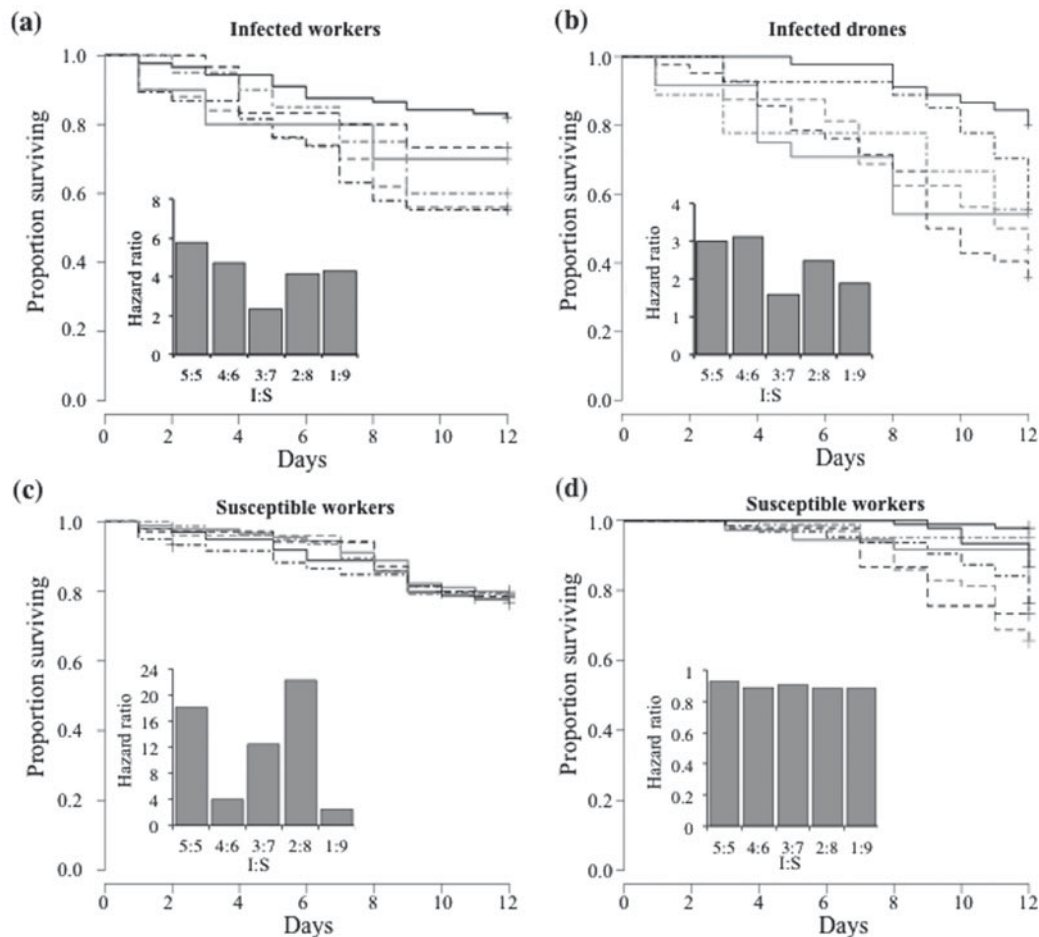 (a)
Infected workers
1.0
0.8
0.6
0.4
0.2
0.0
Proportion surviving
8
6
4
2
0
Hazard ratio
5:5 4:6 3:7 2:8 1:9
I:S
0 2 4 6 8 10 12
Days
(b)
Infected drones
1.0
0.8
0.6
0.4
0.2
0.0
Proportion surviving
4
3
2
1
0
Hazard ratio
5:5 4:6 3:7 2:8 1:9
I:S
0 2 4 6 8 10 12
Days
(c)
Susceptible workers
1.0
0.8
0.6
0.4
0.2
0.0
Proportion surviving
24
20
16
12
8
4
0
Hazard ratio
5:5 4:6 3:7 2:8 1:9
I:S
0 2 4 6 8 10 12
Days
(d)
Susceptible workers
1.0
0.8
1.0
0.4
0.2
0.0
Proportion surviving
1
0.8
0.6
0.4
0.2
0
Hazard ratio
5:5 4:6 3:7 2:8 1:9
I:S
0 2 4 6 8 10 12
Days